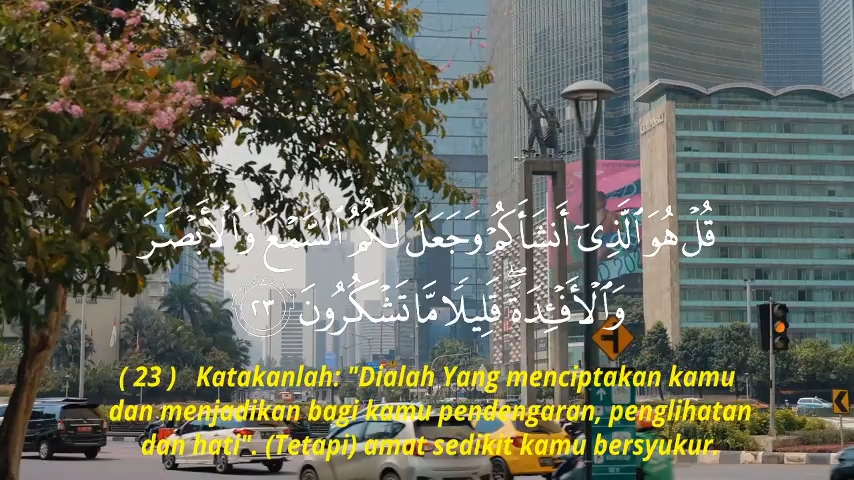 قُلْ هُوَ ٱلَّذِىٓ أَنشَأَكُمْ وَجَعَلَ لَكُمُ ٱلسَّمْعَ وَٱلْأَبْصَـٰرَ
وَٱلْأَفْـِٔدَةَ ۖ قَلِيلًا مَّا تَشْكُرُونَ ٢٣
( 23 ) Katakanlah: "Dialah Yang menciptakan kamu
dan menjadikan bagi kamu pendengaran, penglihatan
dan hati". (Tetapi) amat sedikit kamu bersyukur.